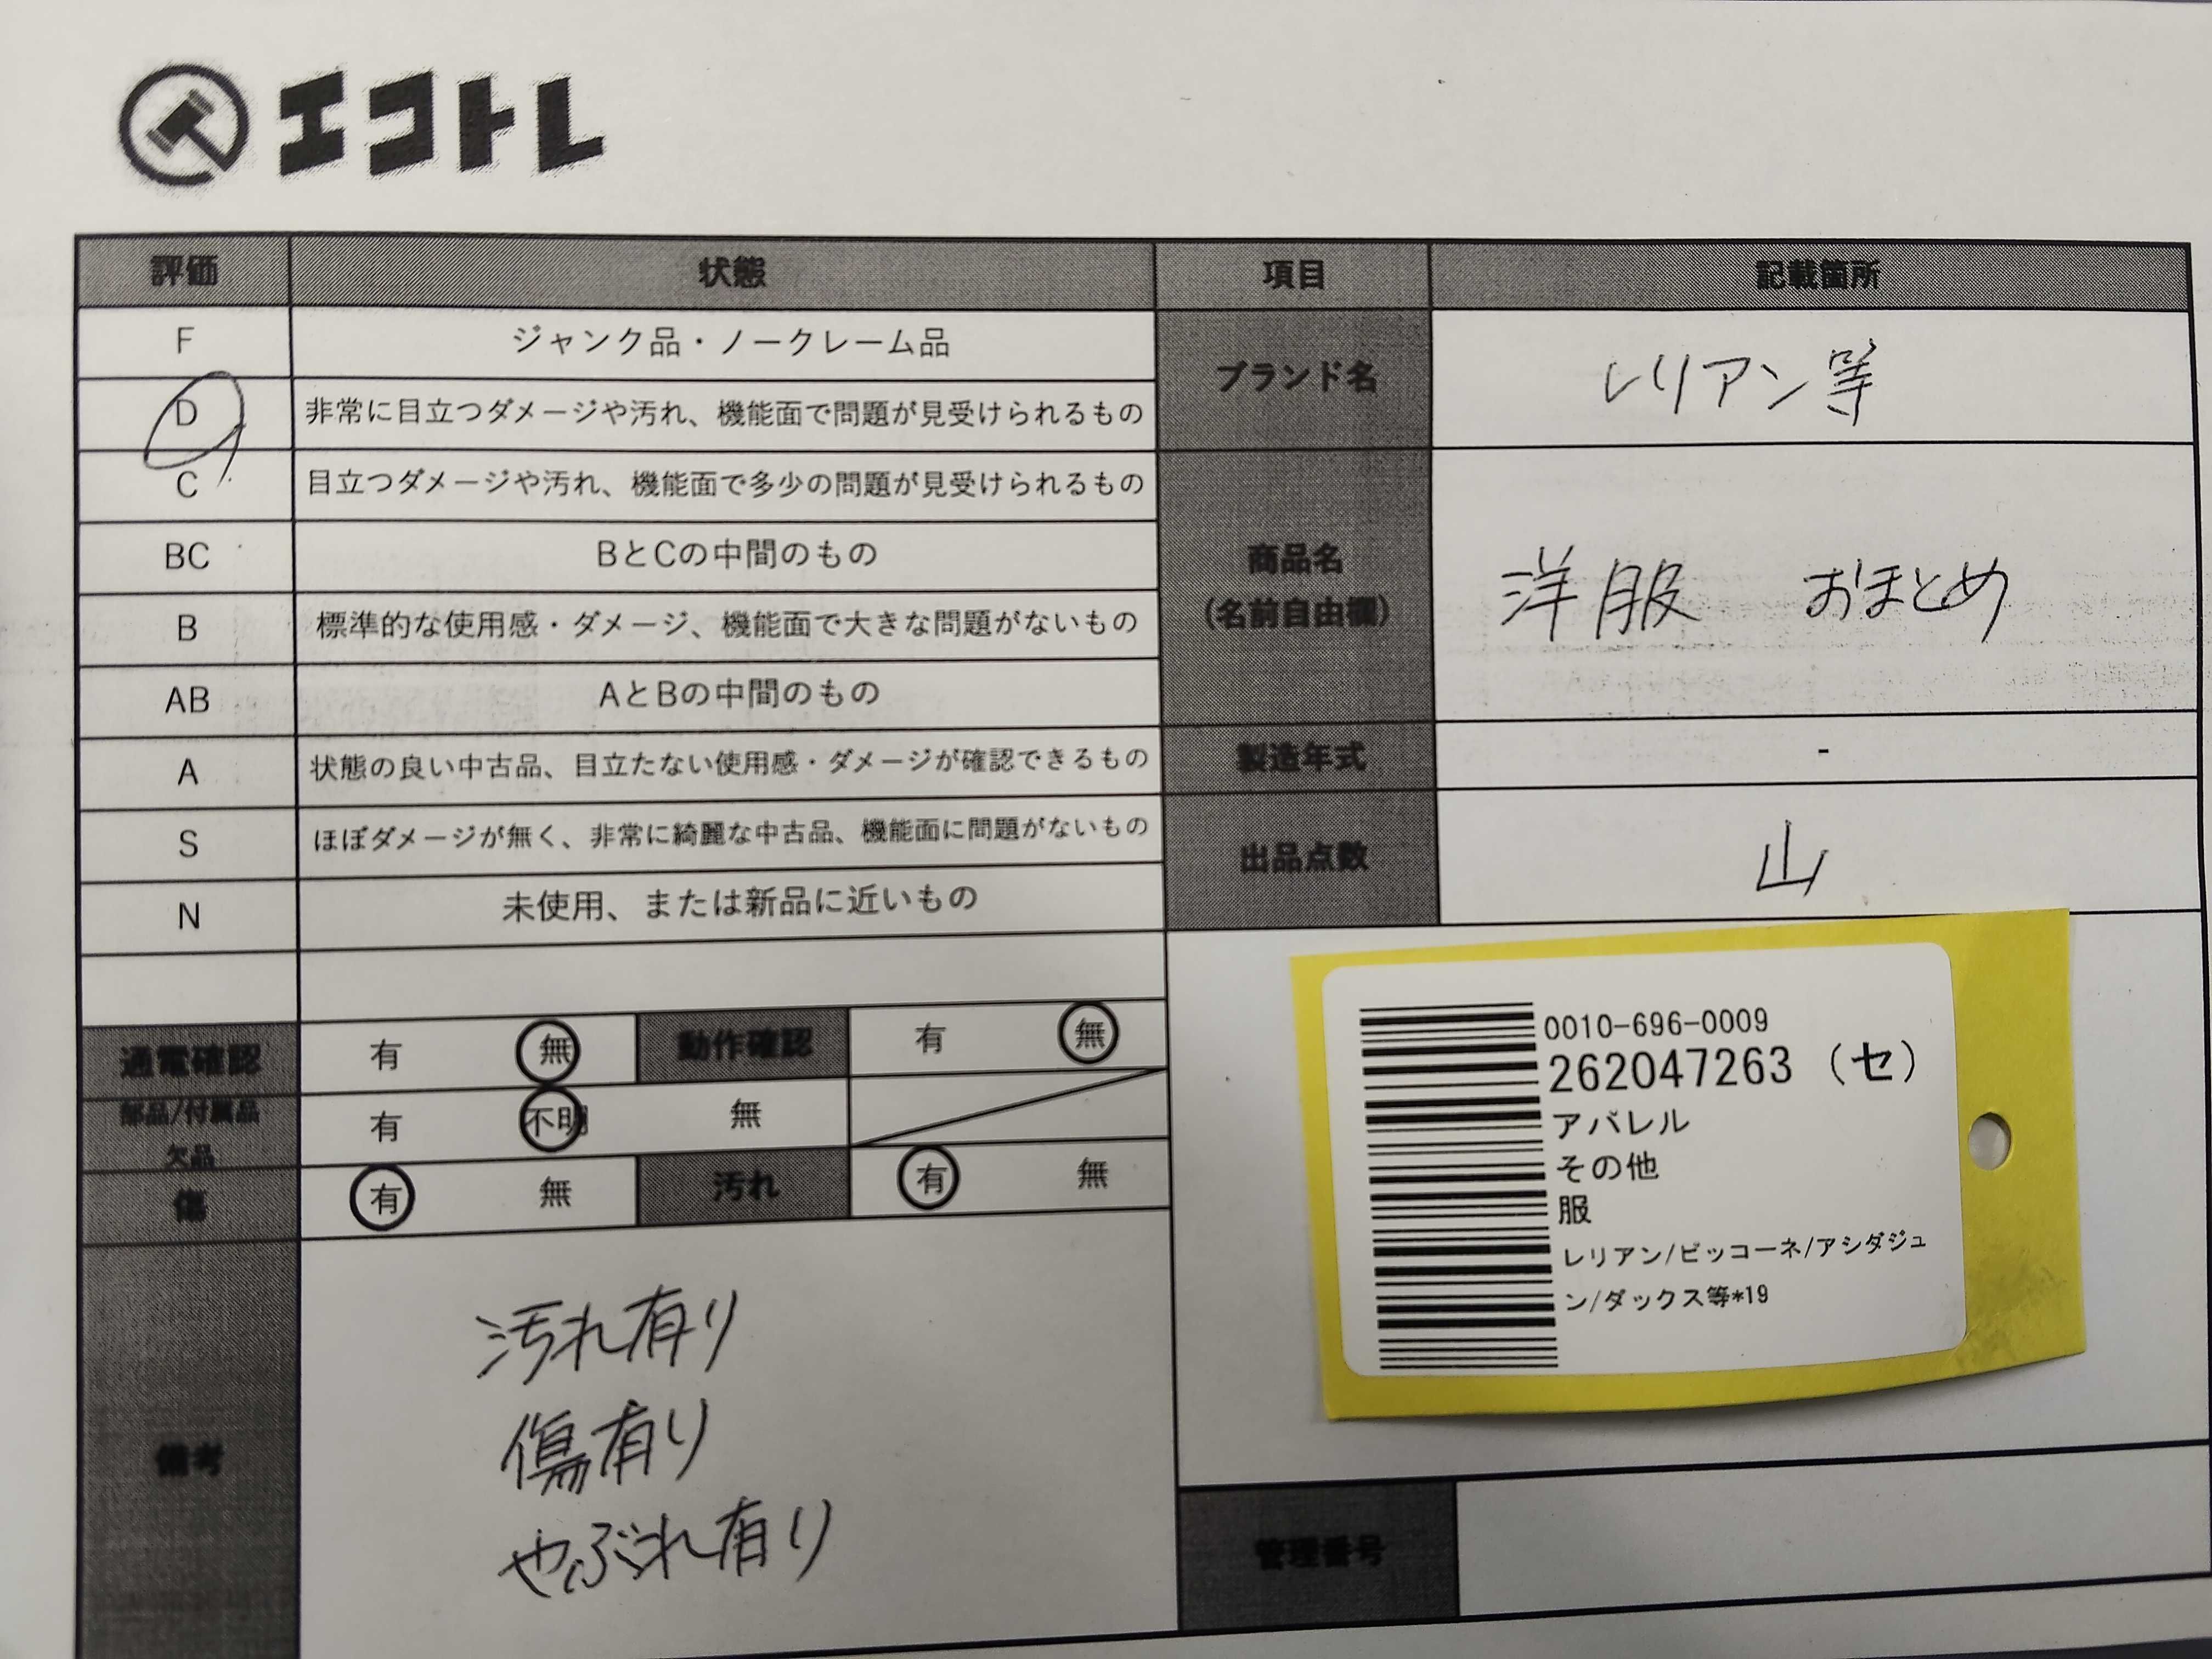 エコトレ
評価 状態 項目 記載箇所
F ジャンク品・ノークレーム品
D 非常に目立つダメージや汚れ、機能面で問題が見受けられるもの
C 目立つダメージや汚れ、機能面で多少の問題が見受けられるもの
BC BとCの中間のもの
B 標準的な使用感・ダメージ、機能面で大きな問題がないもの
AB AとBの中間のもの
A 状態の良い中古品、目立たない使用感・ダメージが確認できるもの
S ほぼダメージが無く、非常に綺麗な中古品、機能面に問題がないもの
N 未使用、または新品に近いもの
ブランド名 レリアン等
商品名
(名前自由欄)
洋服 おまとめ
製造年式 -
出品点数 山
通電確認 有 無 動作確認 有 無
部品/付属品
欠品
有 不明 無
傷 有 無 汚れ 有 無
備考
汚れ有り
傷有り
やぶれ有り
0010-696-0009
262047263 (セ)
アパレル
その他
服
レリアン/ビッコーネ/アシダジュ
ン/ダックス等*19
管理番号